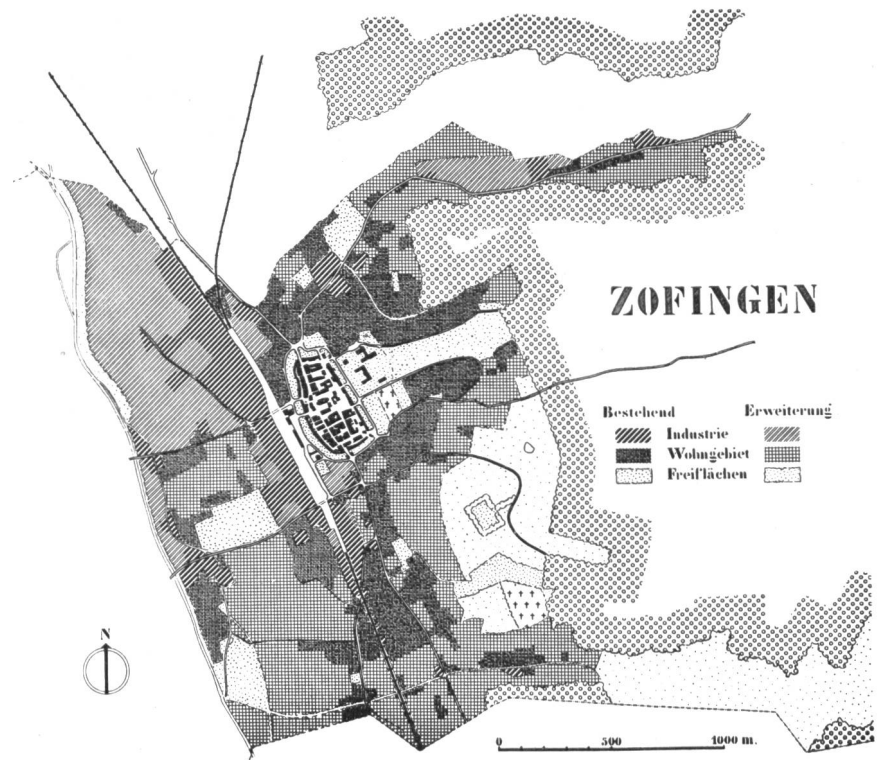 ZOFINGEN
Bestehend Erweiterung
Industrie
Wohngebiet
Freiflächen
N
0 500 1000 m.